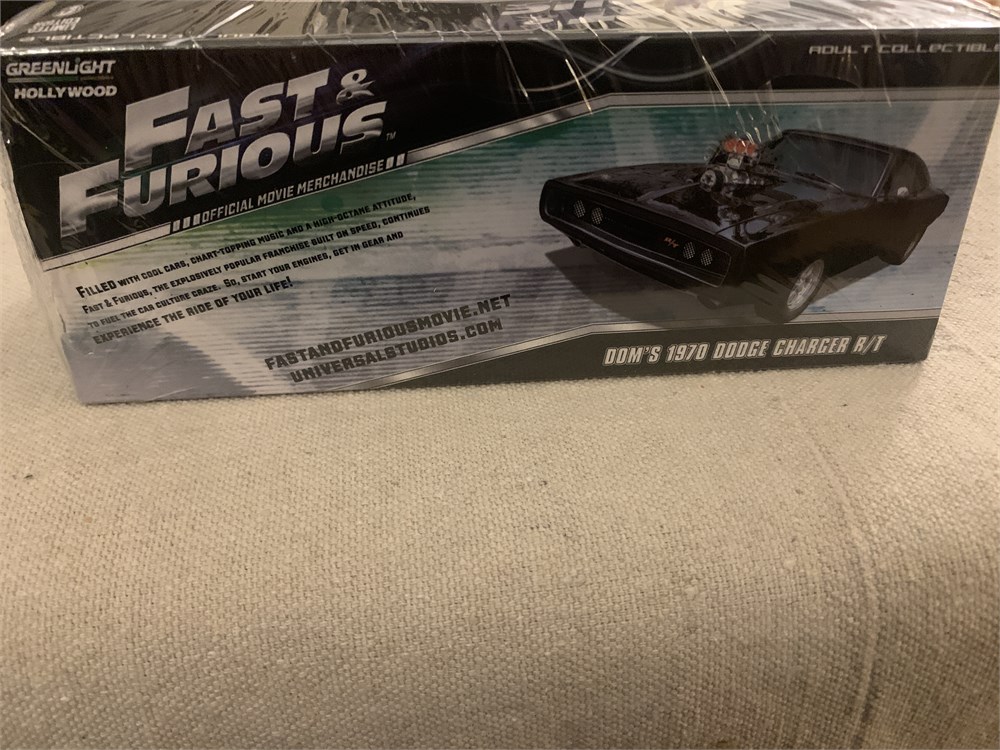 GREENLIGHT
HOLLYWOOD
ADULT COLLECTIBLE
FAST &
FURIOUS™
OFFICIAL MOVIE MERCHANDISE
FILLED WITH COOL CARS, CHART-TOPPING MUSIC AND A HIGH-OCTANE ATTITUDE,
FAST & FURIOUS, THE EXPLOSIVELY POPULAR FRANCHISE BUILT ON SPEED, CONTINUES
TO FUEL THE CAR CULTURE CRAZE. SO, START YOUR ENGINES, GET IN GEAR AND
EXPERIENCE THE RIDE OF YOUR LIFE!
FASTANDFURIOUSMOVIE.NET
UNIVERSALSTUDIOS.COM
R/T
DOM'S 1970 DODGE CHARGER R/T